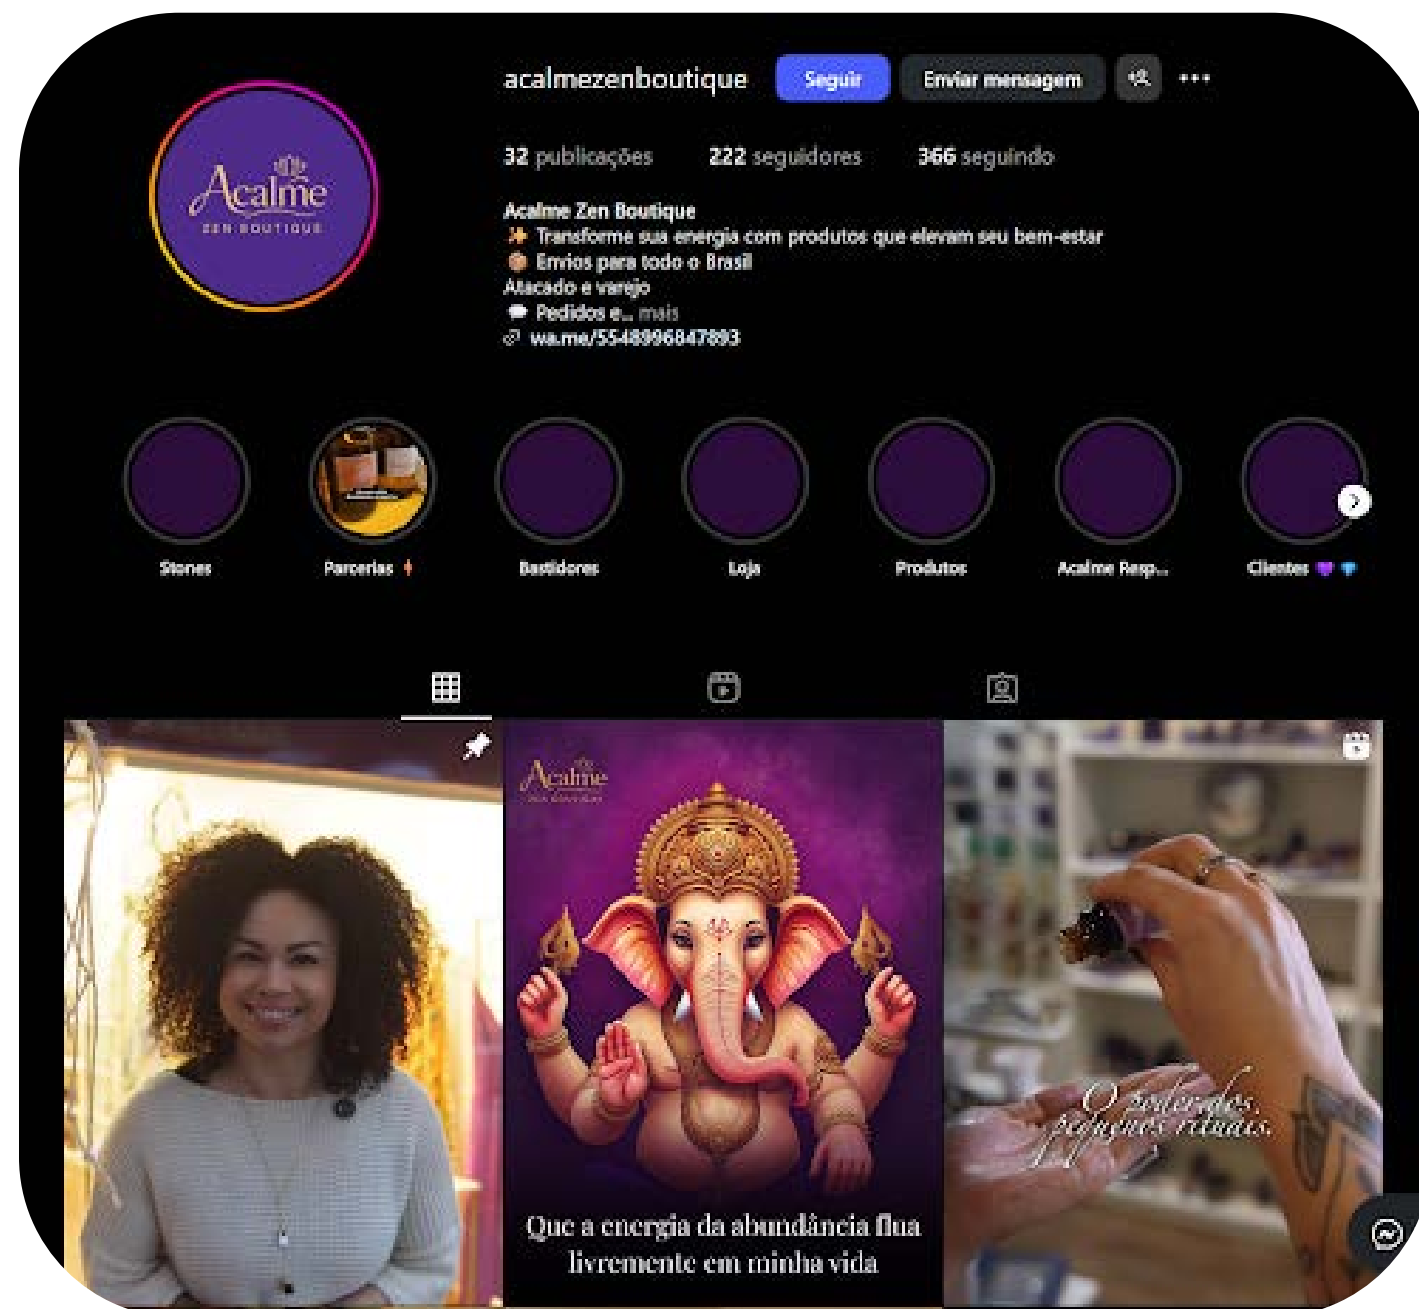 acalmezenboutique
Seguir
Enviar mensagem
32 publicações
222 seguidores
366 seguindo
Acalme
ZEN BOUTIQUE
Acalme Zen Boutique
✨ Transforme sua energia com produtos que elevam seu bem-estar
📦 Envios para todo o Brasil
Atacado e varejo
💬 Pedidos e... mais
wa.me/5548996847893
Stones
Parcerias
Bastidores
Loja
Produtos
Acalme Resp...
Clientes 💜 💎
Acalme
ZEN BOUTIQUE
Que a energia da abundância flua
livremente em minha vida
O poder dos
pequenos rituais.